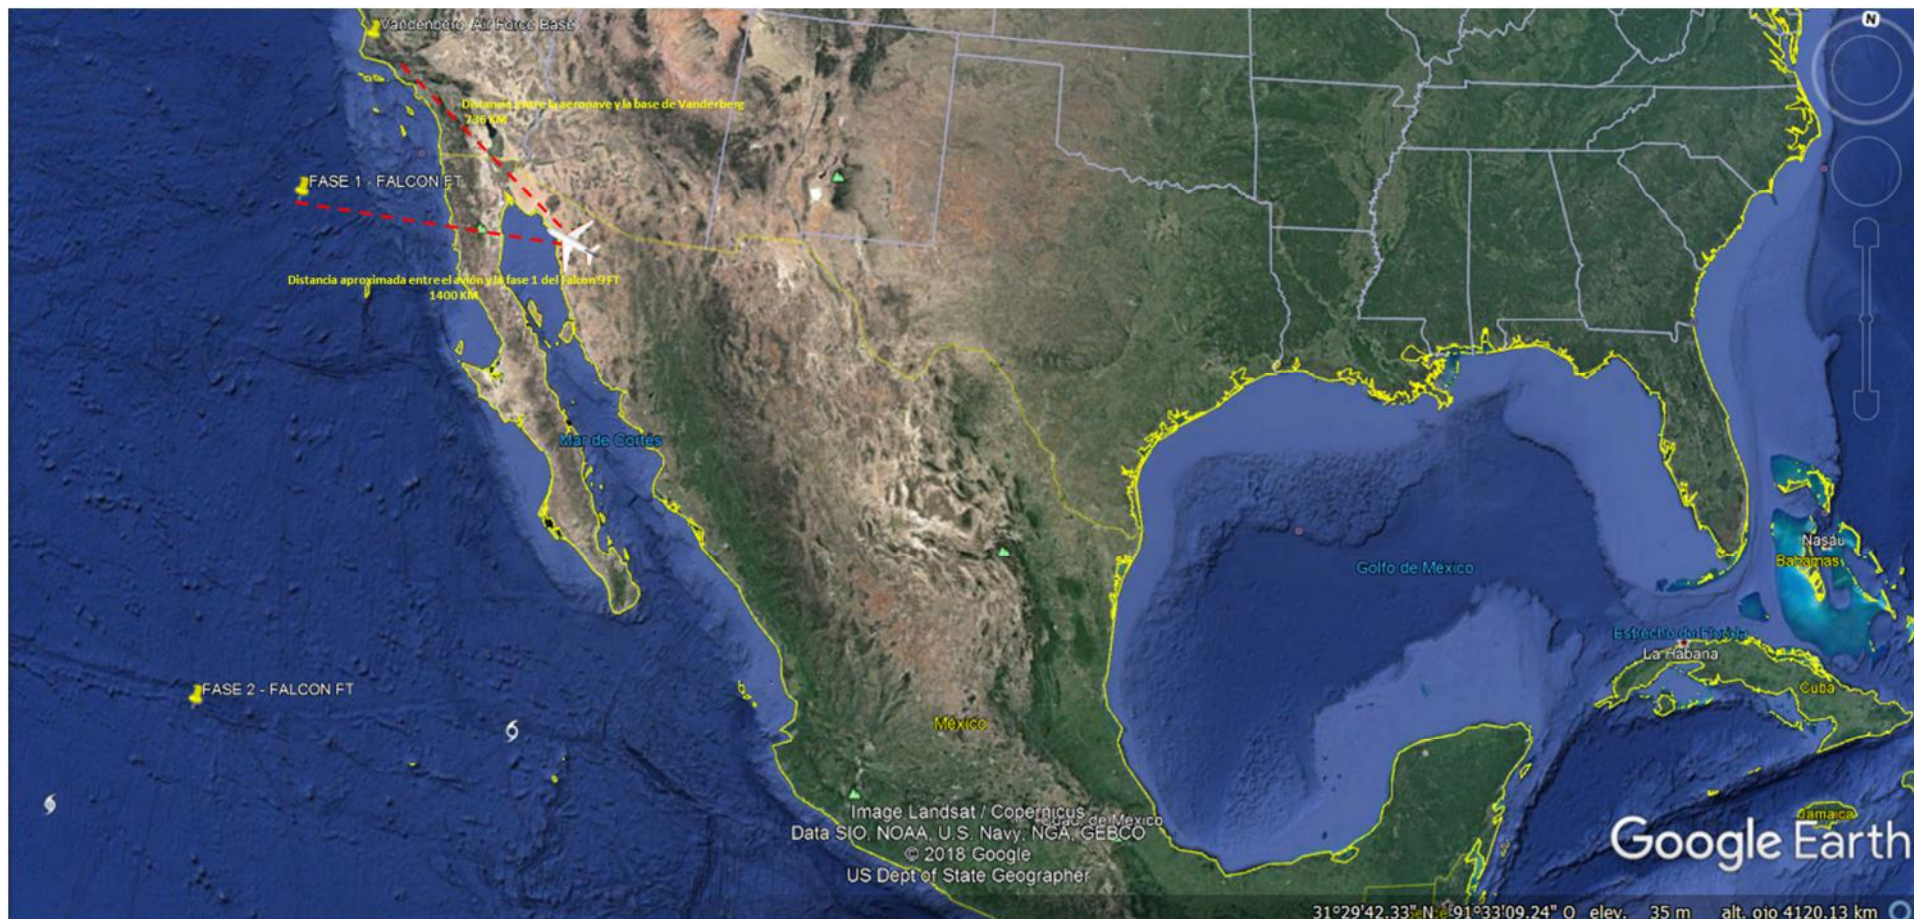 N
Vandenberg Air Force Base
Distancia entre la aeronave y la base de Vanderberg
736 KM
FASE 1 - FALCON FT
Distancia aproximada entre el avión y la fase 1 del Falcon 9 FT
1400 KM
Mar de Cortés
Golfo de México
Nasáu
Bahamas
Estrecho de Florida
La Habana
Cuba
FASE 2 - FALCON FT
México
Image Landsat / Copernicus
de México
Data SIO, NOAA, U.S. Navy, NGA, GEBCO
© 2018 Google
US Dept of State Geographer
Jamaica
Google Earth
31°29'42.33" N 91°33'09.24" O elev. 35 m alt. ojo 4120.13 km